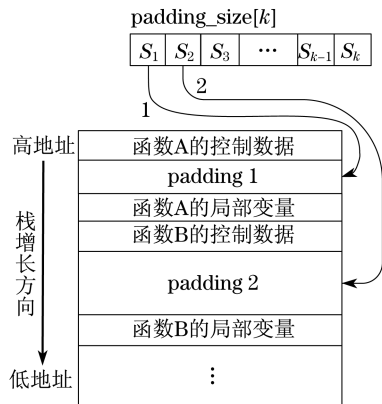 padding_size[k]
S1 S2 S3 … Sk−1 Sk
1 2
高地址
函数A的控制数据
padding 1
函数A的局部变量
函数B的控制数据
栈增长方向
padding 2
函数B的局部变量
低地址
⋮